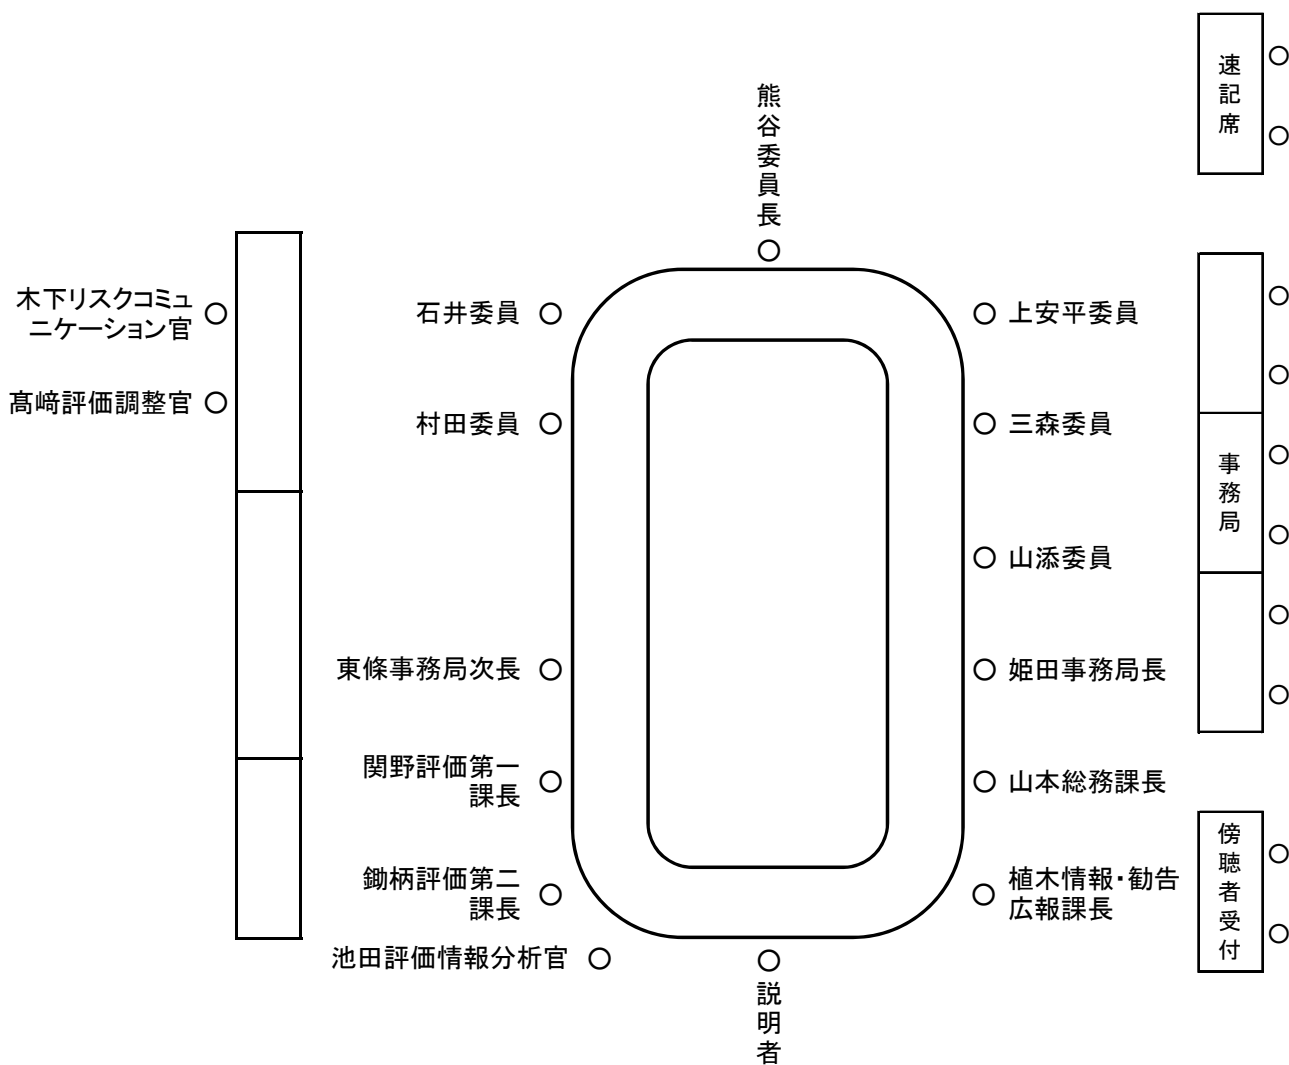 速記席
熊谷委員長
木下リスクコミュ
ニケーション官
髙﨑評価調整官
石井委員
上安平委員
村田委員
三森委員
事務局
山添委員
東條事務局次長
姫田事務局長
関野評価第一
課長
山本総務課長
鋤柄評価第二
課長
植木情報・勧告
広報課長
傍聴者受付
池田評価情報分析官
説明者